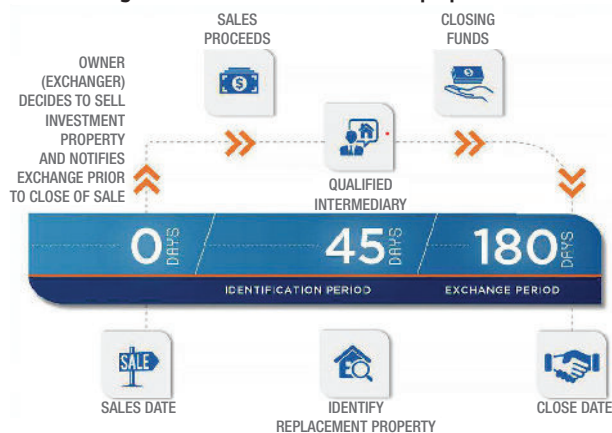 SALES
PROCEEDS
CLOSING
FUNDS
OWNER
(EXCHANGER)
DECIDES TO SELL
INVESTMENT
PROPERTY
AND NOTIFIES
EXCHANGE PRIOR
TO CLOSE OF SALE
QUALIFIED
INTERMEDIARY
0 DAYS
45 DAYS
180 DAYS
IDENTIFICATION PERIOD
EXCHANGE PERIOD
SALE
SALES DATE
IDENTIFY
REPLACEMENT PROPERTY
CLOSE DATE